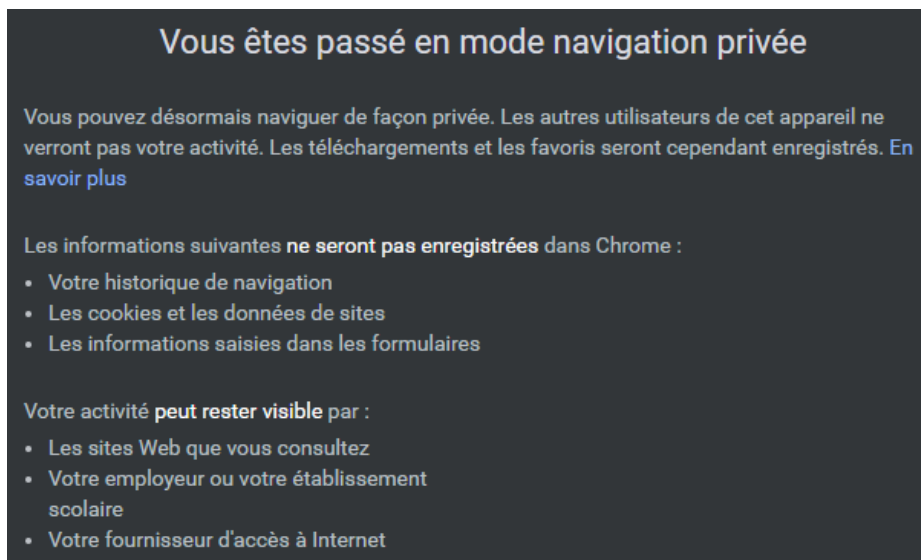 Vous êtes passé en mode navigation privée
Vous pouvez désormais naviguer de façon privée. Les autres utilisateurs de cet appareil ne
verront pas votre activité. Les téléchargements et les favoris seront cependant enregistrés. En
savoir plus
Les informations suivantes ne seront pas enregistrées dans Chrome :
• Votre historique de navigation
• Les cookies et les données de sites
• Les informations saisies dans les formulaires
Votre activité peut rester visible par :
• Les sites Web que vous consultez
• Votre employeur ou votre établissement
scolaire
• Votre fournisseur d'accès à Internet